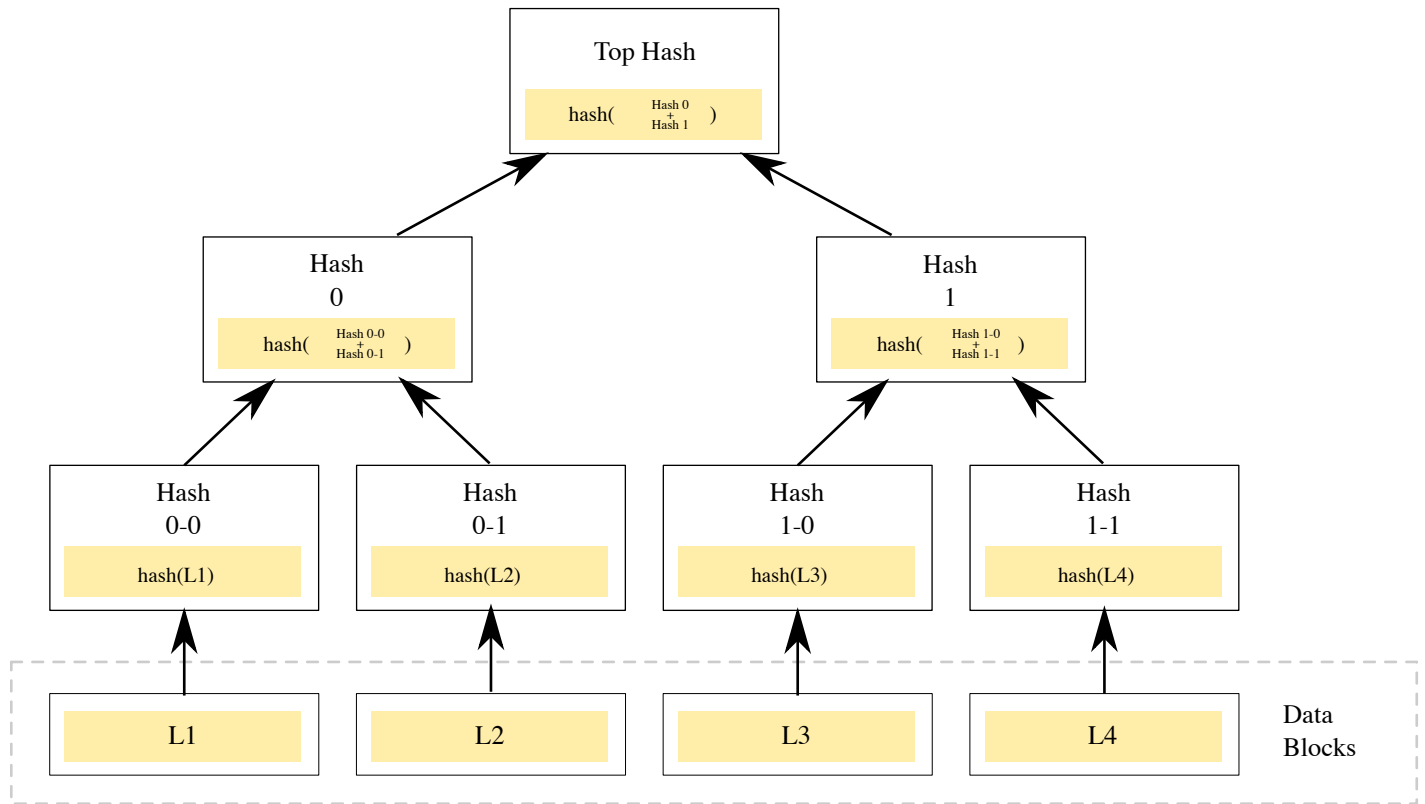 Top Hash
hash( Hash 0 + Hash 1 )
Hash
0
hash( Hash 0-0 + Hash 0-1 )
Hash
1
hash( Hash 1-0 + Hash 1-1 )
Hash
0-0
hash(L1)
Hash
0-1
hash(L2)
Hash
1-0
hash(L3)
Hash
1-1
hash(L4)
L1
L2
L3
L4
Data
Blocks